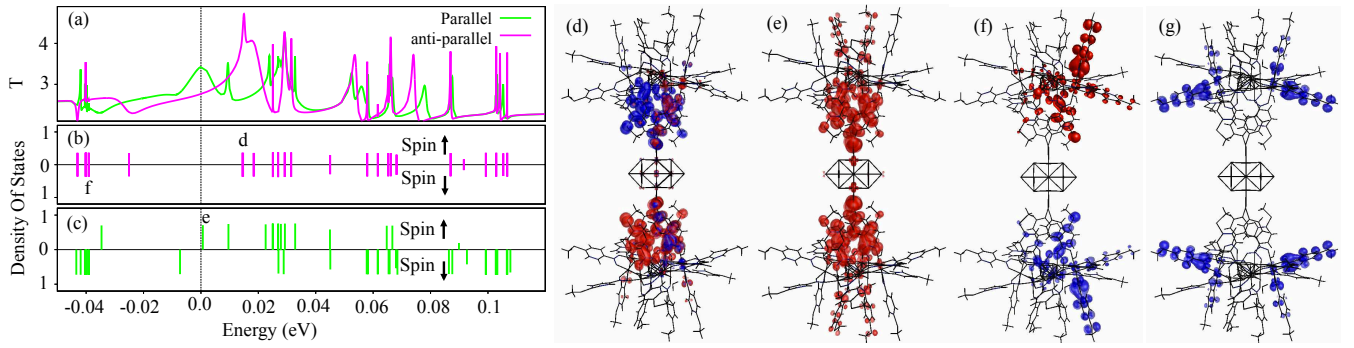 (a)
Parallel
anti-parallel
4
3
T
(b)
1
0
1
d
f
Spin
Spin
Density Of States
(c)
1
0
1
e
Spin
Spin
-0.04
-0.02
0.0
0.02
0.04
0.06
0.08
0.1
Energy (eV)
(d)
(e)
(f)
(g)